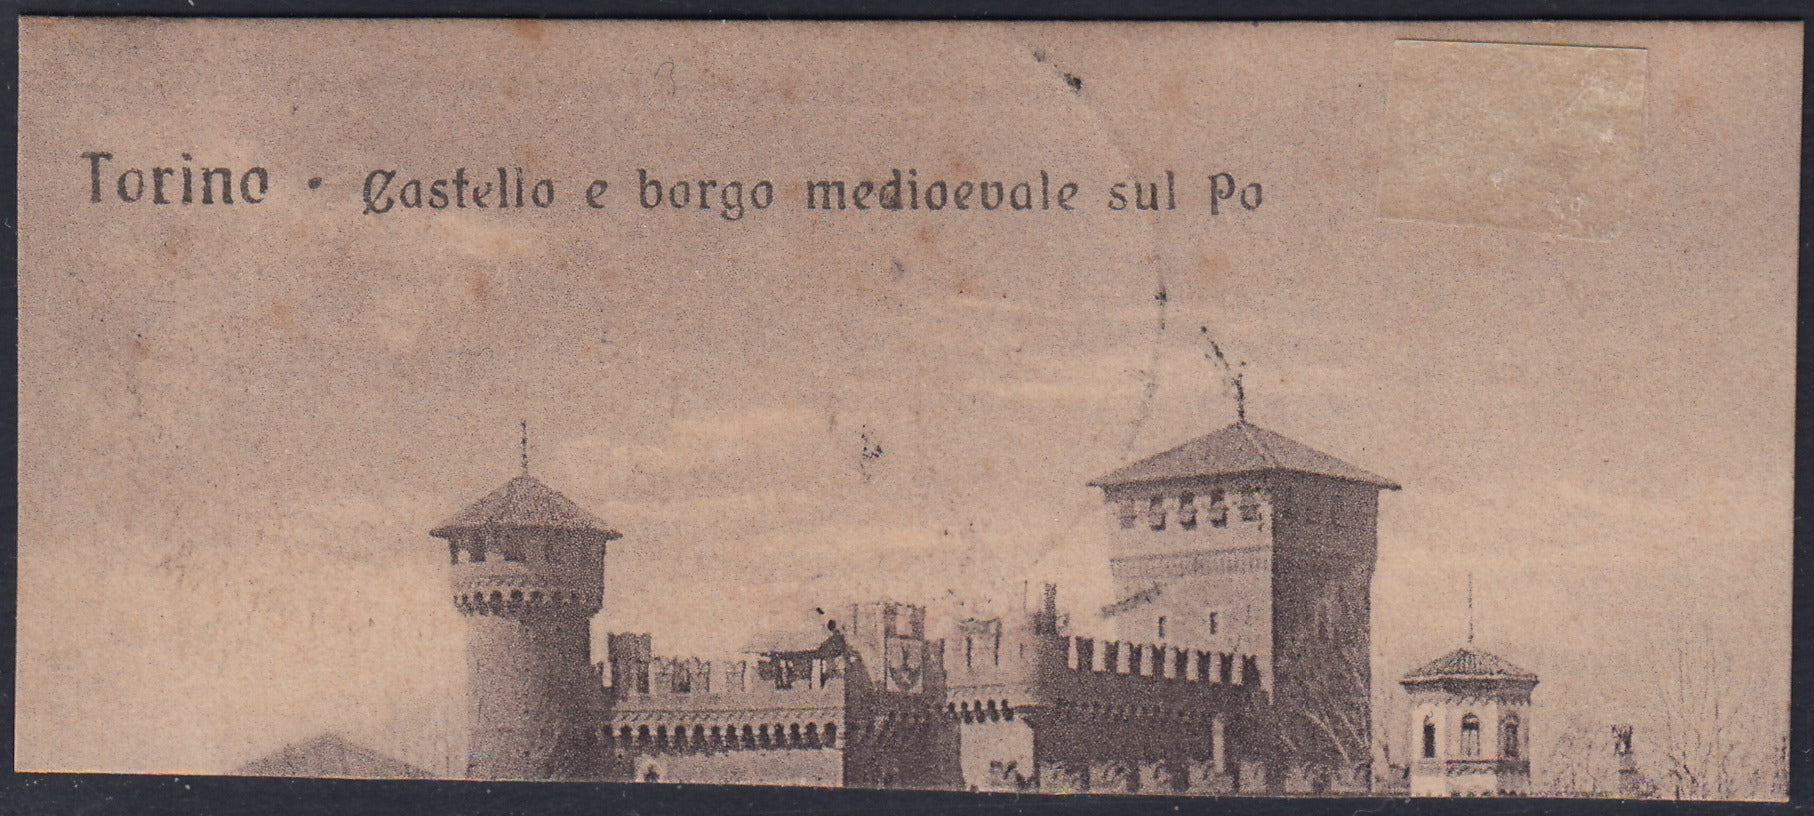 Torino • Castello e borgo medioevale sul Po